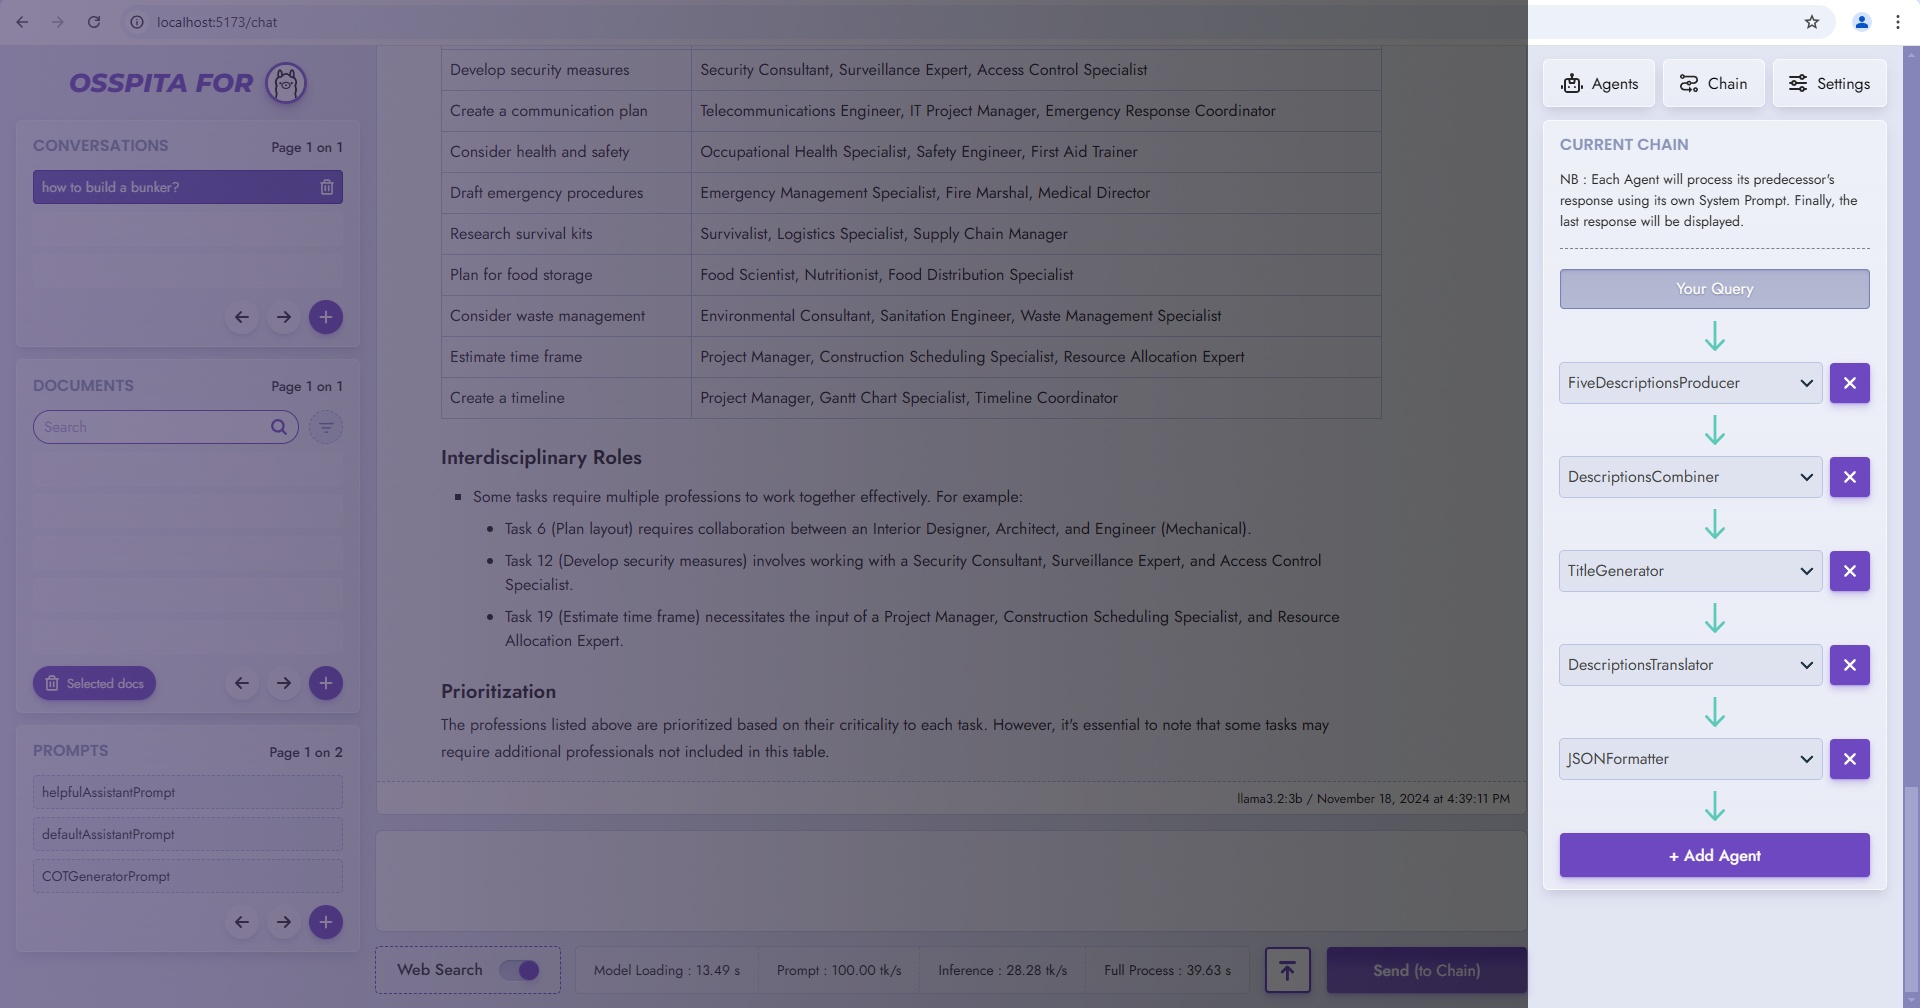 localhost:5173/chat
OSSPITA FOR
CONVERSATIONS
Page 1 on 1
how to build a bunker?
DOCUMENTS
Page 1 on 1
Search
Selected docs
PROMPTS
Page 1 on 2
helpfulAssistantPrompt
defaultAssistantPrompt
COTGeneratorPrompt
Develop security measures
Security Consultant, Surveillance Expert, Access Control Specialist
Create a communication plan
Telecommunications Engineer, IT Project Manager, Emergency Response Coordinator
Consider health and safety
Occupational Health Specialist, Safety Engineer, First Aid Trainer
Draft emergency procedures
Emergency Management Specialist, Fire Marshal, Medical Director
Research survival kits
Survivalist, Logistics Specialist, Supply Chain Manager
Plan for food storage
Food Scientist, Nutritionist, Food Distribution Specialist
Consider waste management
Environmental Consultant, Sanitation Engineer, Waste Management Specialist
Estimate time frame
Project Manager, Construction Scheduling Specialist, Resource Allocation Expert
Create a timeline
Project Manager, Gantt Chart Specialist, Timeline Coordinator
Interdisciplinary Roles
Some tasks require multiple professions to work together effectively. For example:
Task 6 (Plan layout) requires collaboration between an Interior Designer, Architect, and Engineer (Mechanical).
Task 12 (Develop security measures) involves working with a Security Consultant, Surveillance Expert, and Access Control
Specialist.
Task 19 (Estimate time frame) necessitates the input of a Project Manager, Construction Scheduling Specialist, and Resource
Allocation Expert.
Prioritization
The professions listed above are prioritized based on their criticality to each task. However, it's essential to note that some tasks may
require additional professionals not included in this table.
llama3.2:3b / November 18, 2024 at 4:39:11 PM
Web Search
Model Loading : 13.49 s
Prompt : 100.00 tk/s
Inference : 28.28 tk/s
Full Process : 39.63 s
Send (to Chain)
Agents
Chain
Settings
CURRENT CHAIN
NB : Each Agent will process its predecessor's
response using its own System Prompt. Finally, the
last response will be displayed.
Your Query
FiveDescriptionsProducer
DescriptionsCombiner
TitleGenerator
DescriptionsTranslator
JSONFormatter
+ Add Agent